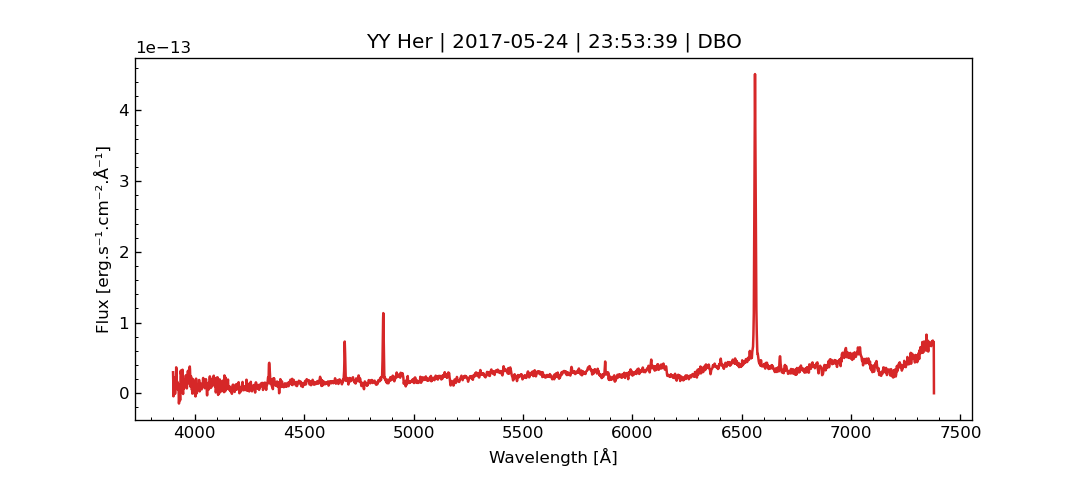 YY Her | 2017-05-24 | 23:53:39 | DBO
1e−13
4
3
2
1
0
Flux [erg.s⁻¹.cm⁻².Å⁻¹]
4000 4500 5000 5500 6000 6500 7000 7500
Wavelength [Å]